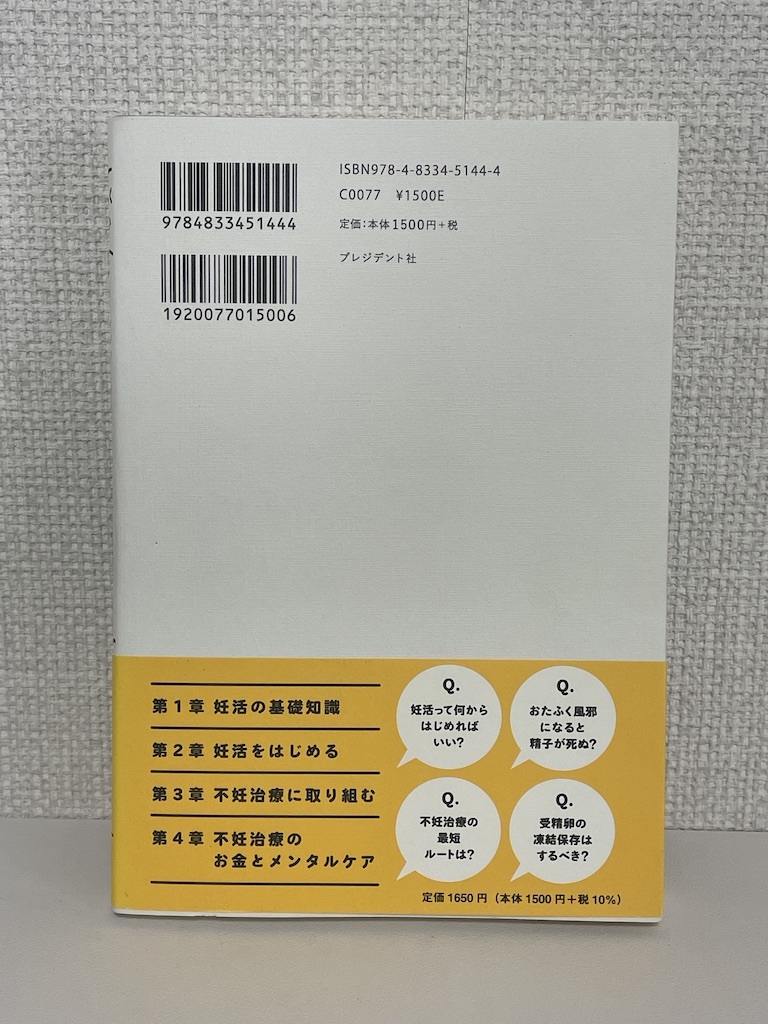 ISBN978-4-8334-5144-4
C0077 ¥1500E
定価:本体1500円+税
プレジデント社
9784833451444
1920077015006
第1章 妊活の基礎知識
第2章 妊活をはじめる
第3章 不妊治療に取り組む
第4章 不妊治療の
お金とメンタルケア
Q.
妊活って何から
はじめれば
いい?
Q.
おたふく風邪
になると
精子が死ぬ?
Q.
不妊治療の
最短
ルートは?
Q.
受精卵の
凍結保存は
するべき?
定価1650円(本体1500円+税10%)